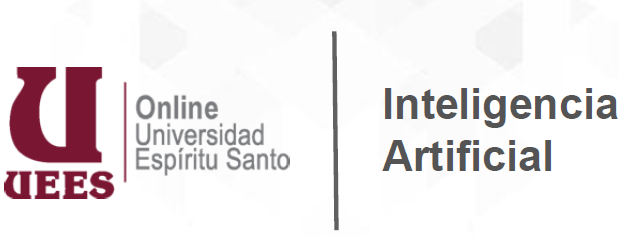 U
UEES
Online
Universidad
Espíritu Santo
Inteligencia
Artificial